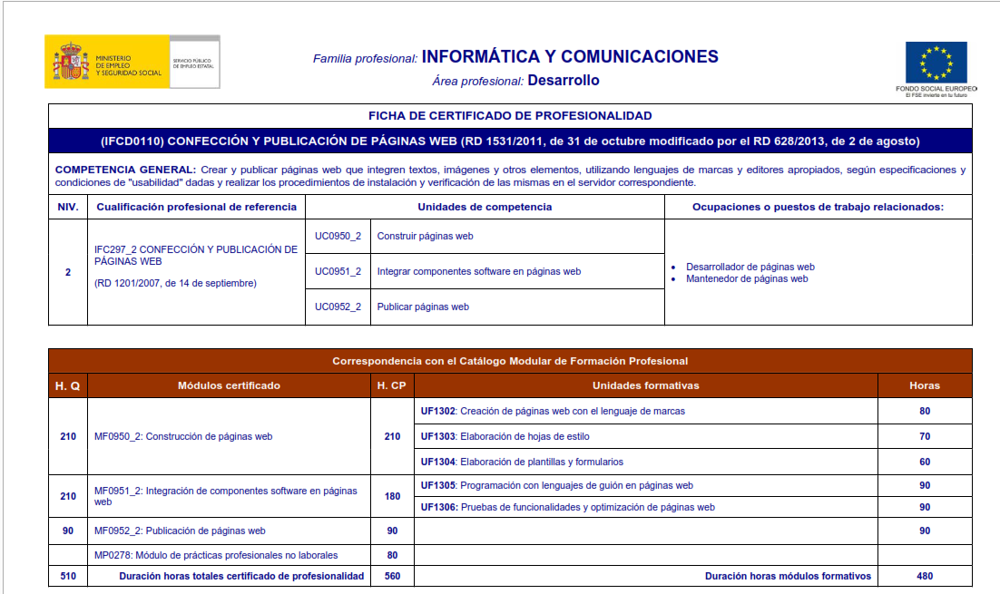 MINISTERIO
DE EMPLEO
Y SEGURIDAD SOCIAL
SERVICIO PÚBLICO
DE EMPLEO ESTATAL
Familia profesional: INFORMÁTICA Y COMUNICACIONES
Área profesional: Desarrollo
FONDO SOCIAL EUROPEO
El FSE invierte en tu futuro
FICHA DE CERTIFICADO DE PROFESIONALIDAD
(IFCD0110) CONFECCIÓN Y PUBLICACIÓN DE PÁGINAS WEB (RD 1531/2011, de 31 de octubre modificado por el RD 628/2013, de 2 de agosto)
COMPETENCIA GENERAL: Crear y publicar páginas web que integren textos, imágenes y otros elementos, utilizando lenguajes de marcas y editores apropiados, según especificaciones y
condiciones de "usabilidad" dadas y realizar los procedimientos de instalación y verificación de las mismas en el servidor correspondiente.
NIV. Cualificación profesional de referencia Unidades de competencia Ocupaciones o puestos de trabajo relacionados:
2
IFC297_2 CONFECCIÓN Y PUBLICACIÓN DE
PÁGINAS WEB
(RD 1201/2007, de 14 de septiembre)
UC0950_2 Construir páginas web
UC0951_2 Integrar componentes software en páginas web
UC0952_2 Publicar páginas web
• Desarrollador de páginas web
• Mantenedor de páginas web
Correspondencia con el Catálogo Modular de Formación Profesional
H. Q Módulos certificado H. CP Unidades formativas Horas
210 MF0950_2: Construcción de páginas web 210
UF1302: Creación de páginas web con el lenguaje de marcas 80
UF1303: Elaboración de hojas de estilo 70
UF1304: Elaboración de plantillas y formularios 60
210 MF0951_2: Integración de componentes software en páginas
web 180
UF1305: Programación con lenguajes de guión en páginas web 90
UF1306: Pruebas de funcionalidades y optimización de páginas web 90
90 MF0952_2: Publicación de páginas web 90 90
MP0278: Módulo de prácticas profesionales no laborales 80
510 Duración horas totales certificado de profesionalidad 560 Duración horas módulos formativos 480